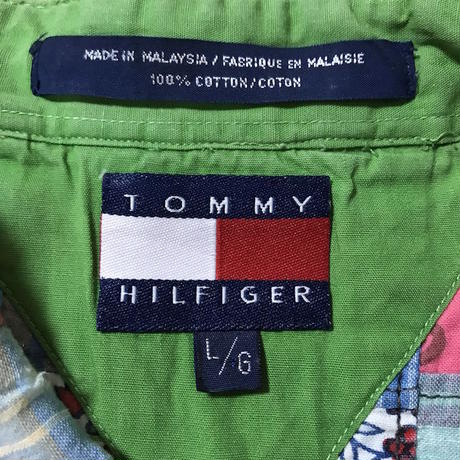 MADE IN MALAYSIA / FABRIQUE EN MALAISIE
100% COTTON/COTON
TOMMY
HILFIGER
L/G